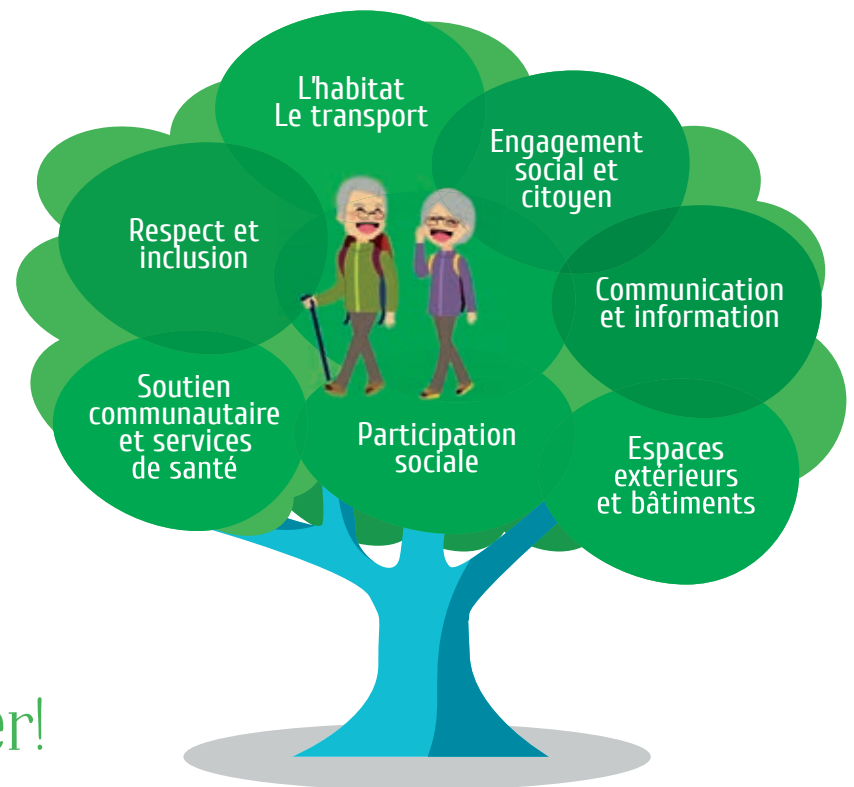 L'habitat
Le transport
Engagement
social et
citoyen
Respect et
inclusion
Communication
et information
Soutien
communautaire
et services
de santé
Participation
sociale
Espaces
extérieurs
et bâtiments
er!